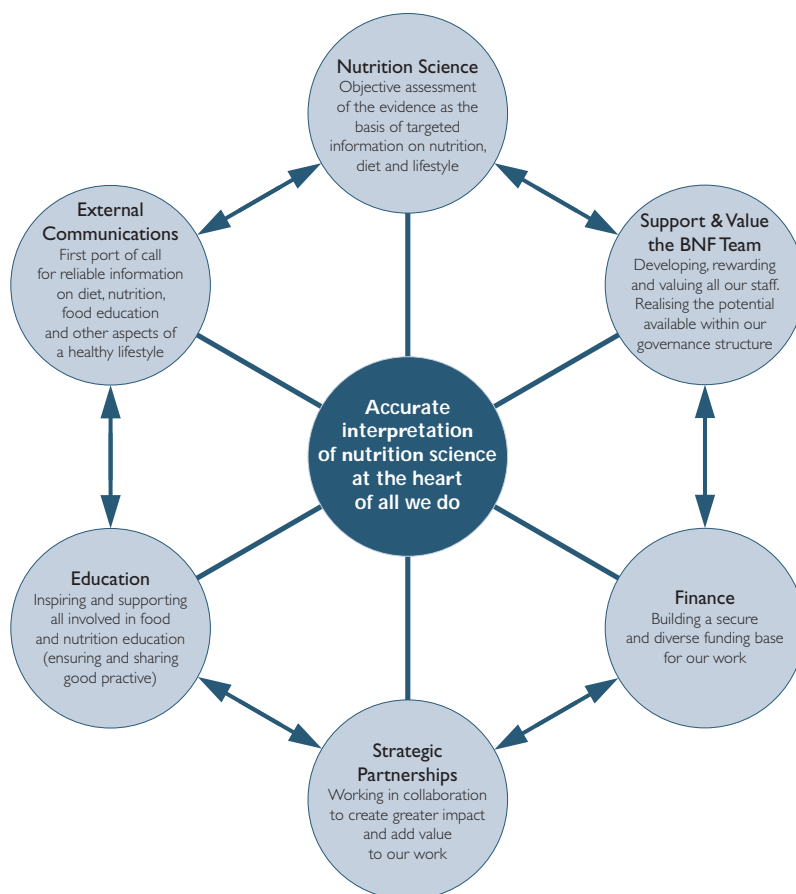 Nutrition Science
Objective assessment
of the evidence as the
basis of targeted
information on nutrition,
diet and lifestyle
External
Communications
First port of call
for reliable information
on diet, nutrition,
food education
and other aspects of
a healthy lifestyle
Support & Value
the BNF Team
Developing, rewarding
and valuing all our staff.
Realising the potential
available within our
governance structure
Accurate
interpretation
of nutrition science
at the heart
of all we do
Education
Inspiring and supporting
all involved in food
and nutrition education
(ensuring and sharing
good practive)
Finance
Building a secure
and diverse funding base
for our work
Strategic
Partnerships
Working in collaboration
to create greater impact
and add value
to our work